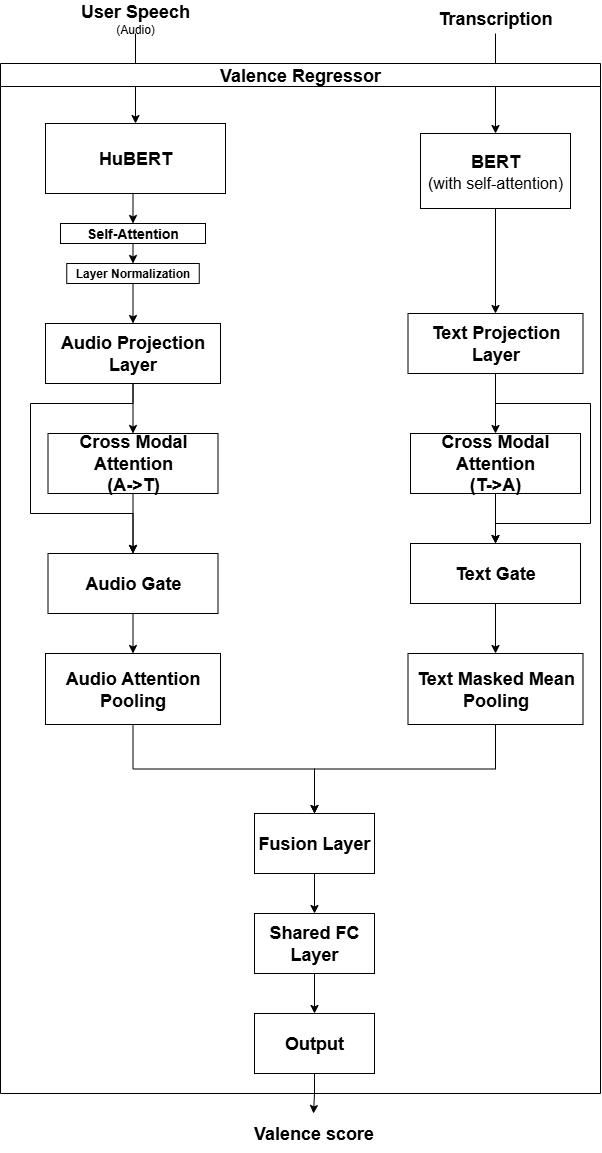 User Speech
(Audio)
Transcription
Valence Regressor
HuBERT
BERT
(with self-attention)
Self-Attention
Layer Normalization
Audio Projection
Layer
Text Projection
Layer
Cross Modal
Attention
(A->T)
Cross Modal
Attention
(T->A)
Audio Gate
Text Gate
Audio Attention
Pooling
Text Masked Mean
Pooling
Fusion Layer
Shared FC
Layer
Output
Valence score